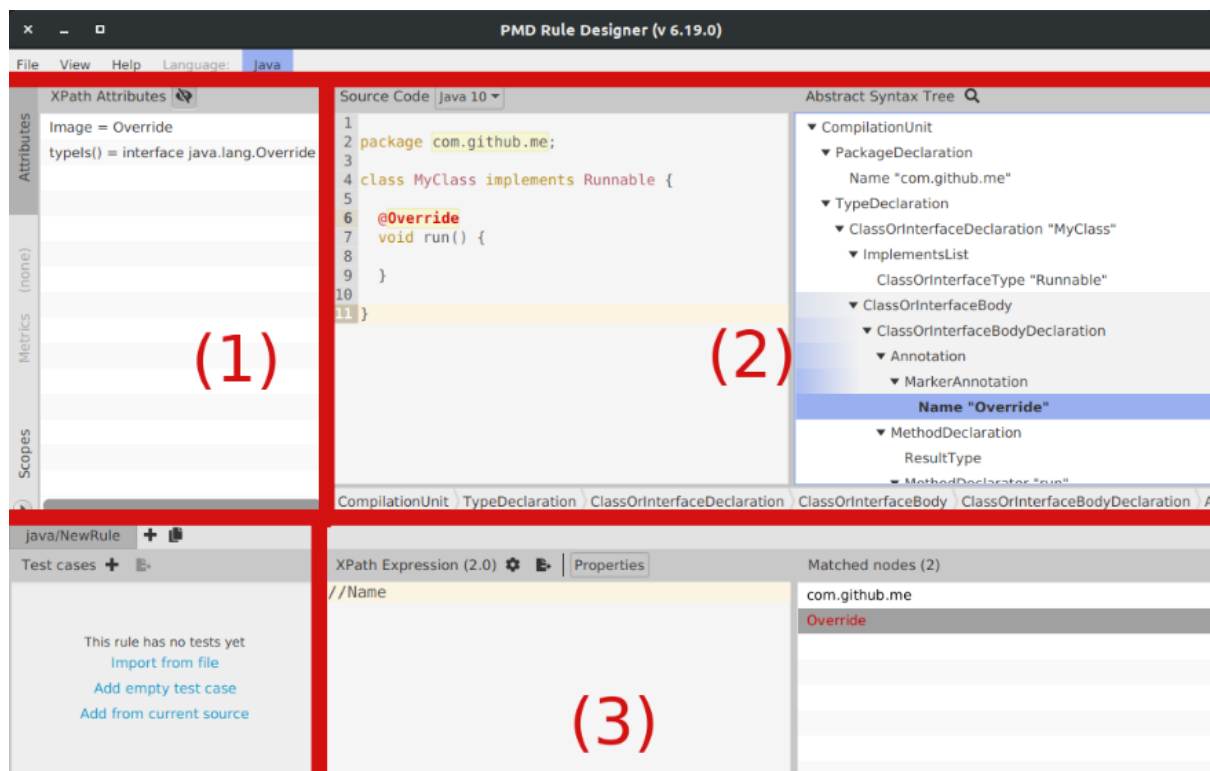 PMD Rule Designer (v 6.19.0)
File View Help Language: Java
XPath Attributes
Image = Override
typeIs() = interface java.lang.Override
Attributes
(none)
Metrics
Scopes
(1)
Source Code Java 10
1
2 package com.github.me;
3
4 class MyClass implements Runnable {
5
6 @Override
7 void run() {
8
9 }
10
11 }
(2)
Abstract Syntax Tree
CompilationUnit
PackageDeclaration
Name "com.github.me"
TypeDeclaration
ClassOrInterfaceDeclaration "MyClass"
ImplementsList
ClassOrInterfaceType "Runnable"
ClassOrInterfaceBody
ClassOrInterfaceBodyDeclaration
Annotation
MarkerAnnotation
Name "Override"
MethodDeclaration
ResultType
MethodDeclarator "run"
CompilationUnit TypeDeclaration ClassOrInterfaceDeclaration ClassOrInterfaceBody ClassOrInterfaceBodyDeclaration A
java/NewRule
Test cases
This rule has no tests yet
Import from file
Add empty test case
Add from current source
XPath Expression (2.0) Properties
//Name
(3)
Matched nodes (2)
com.github.me
Override